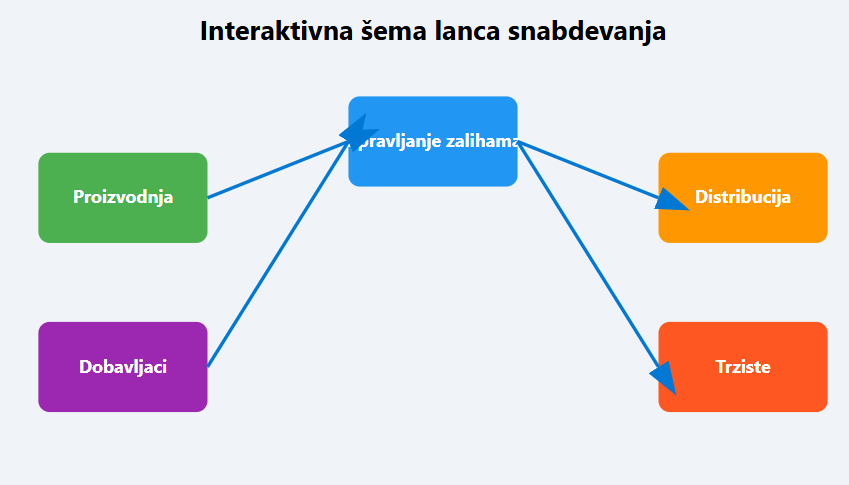 Interaktivna šema lanca snabdevanja
pravljanje zalihama
Proizvodnja
Distribucija
Dobavljaci
Trziste